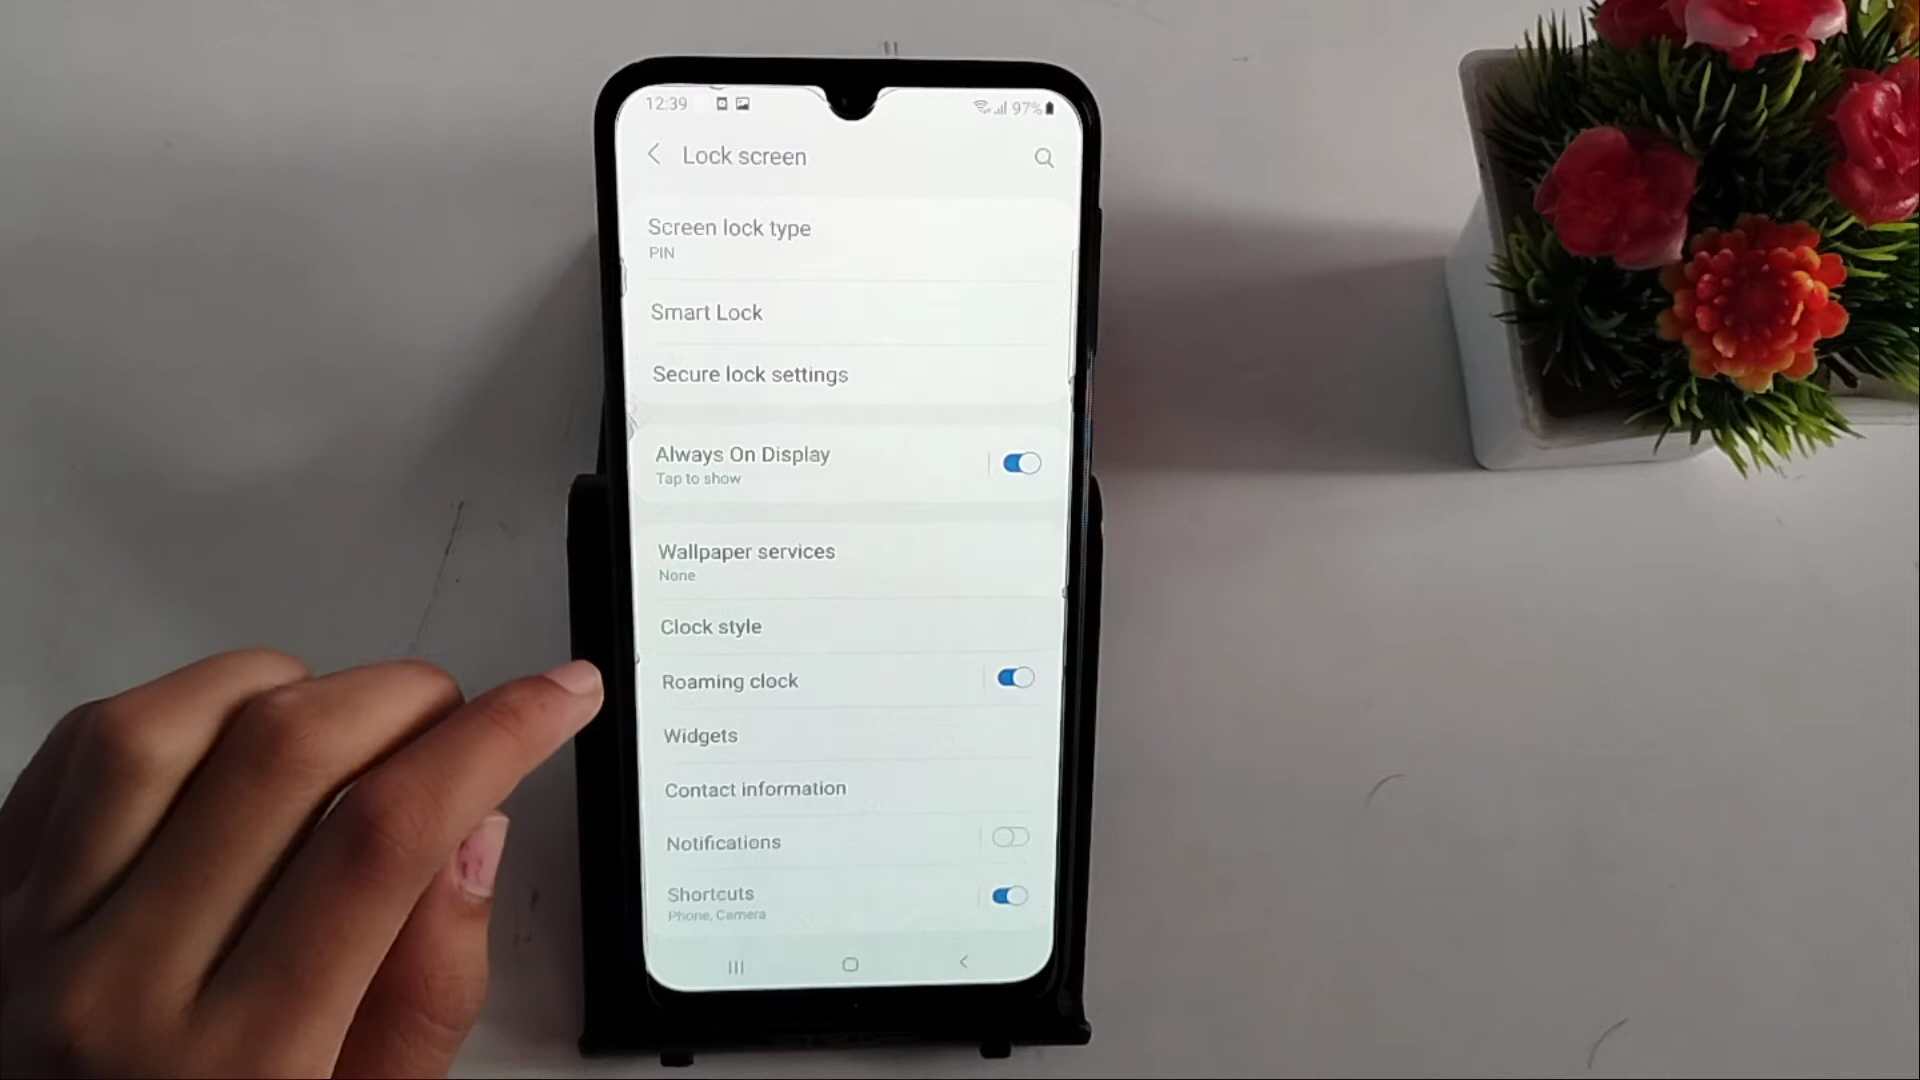 12:39
97%
Lock screen
Screen lock type
PIN
Smart Lock
Secure lock settings
Always On Display
Tap to show
Wallpaper services
None
Clock style
Roaming clock
Widgets
Contact information
Notifications
Shortcuts
Phone, Camera